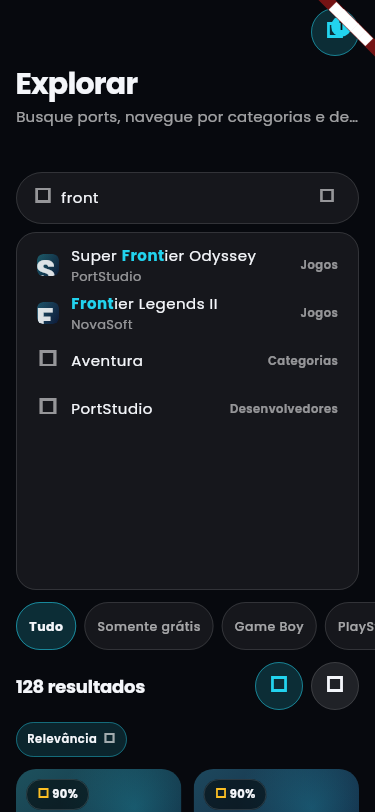 Explorar
Busque ports, navegue por categorias e de...
front
S
Super Frontier Odyssey
PortStudio
Jogos
F
Frontier Legends II
NovaSoft
Jogos
Aventura
Categorias
PortStudio
Desenvolvedores
Tudo
Somente grátis
Game Boy
PlayS
128 resultados
Relevância
90%
90%